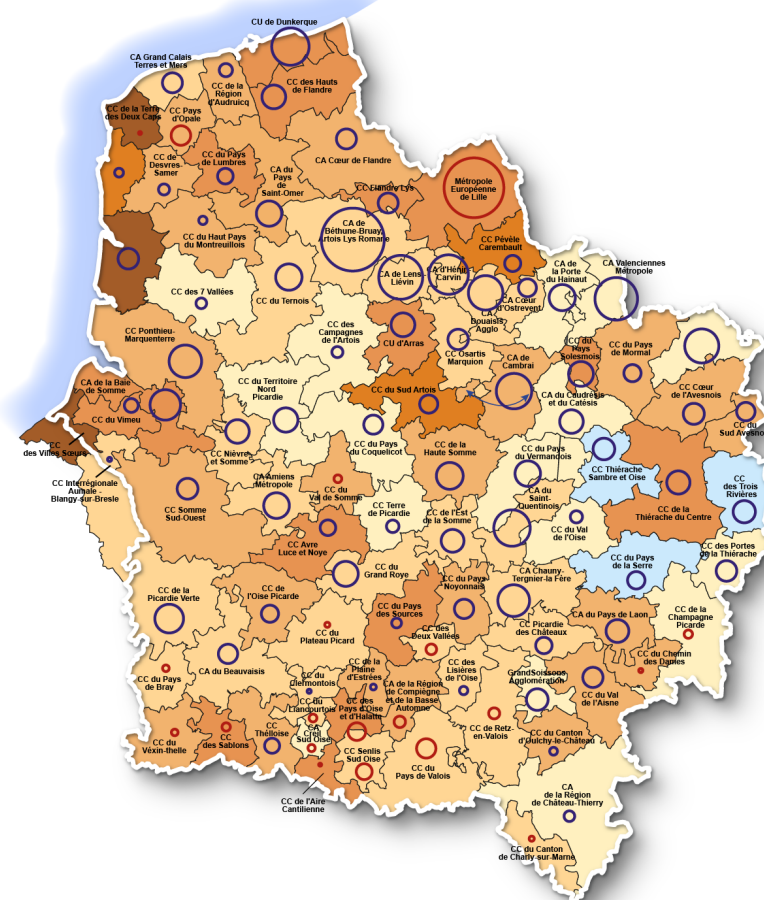 CU de Dunkerque
CA Grand Calais
Terres et Mers
CC de la
Région
d'Audruicq
CC des Hauts
de Flandre
CC de la Terre
des Deux Caps
CC Pays
d'Opale
CC de
Desvres-
Samer
CC du Pays
de Lumbres
CA du
Pays
de
Saint-Omer
CA Cœur de Flandre
CC Flandre Lys
Métropole
Européenne
de Lille
CC du Haut Pays
du Montreuillois
CA de
Béthune-Bruay,
Artois Lys Romane
CC Pévèle
Carembault
CA de Lens -
Liévin
CA d'Hénin-
Carvin
CA de
la Porte
du Hainaut
CA Valenciennes
Métropole
CC des 7 Vallées
CC du Ternois
CA
Douaisis
Agglo
CA Cœur
d'Ostrevent
CC Ponthieu-
Marquenterre
CC des
Campagnes
de l'Artois
CU d'Arras
CC Osartis
Marquion
CA de
Cambrai
CC du
Pays
Solesmois
CC du Pays
de Mormal
CA de la Baie
de Somme
CC du Vimeu
CC du Territoire
Nord
Picardie
CC du Sud Artois
CA du Caudrésis
et du Catésis
CC Cœur
de l'Avesnois
CC du
Sud Avesnois
CC
des Villes Sœurs
CC Nièvre
et Somme
CC du Pays
du Coquelicot
CC de la
Haute Somme
CC du Pays
du Vermandois
CC Thiérache
Sambre et Oise
CC Interrégionale
Aumale -
Blangy-sur-Bresle
CC Somme
Sud-Ouest
CA Amiens
Métropole
CC du
Val de Somme
CC Terre
de Picardie
CC de l'Est
de la Somme
CA du
Saint-
Quentinois
CC du Val
de l'Oise
CC de la
Thiérache du Centre
CC des
Trois
Rivières
CC Avre
Luce et Noye
CC du
Grand Roye
CC du Pays
Noyonnais
CA Chauny-
Tergnier-la Fère
CC du Pays
de la Serre
CC des Portes
de la Thiérache
CC de la
Picardie Verte
CC de
l'Oise Picarde
CC du
Plateau Picard
CC du Pays
des Sources
CC des
Deux Vallées
CC Picardie
des Châteaux
CA du Pays de Laon
CC de la
Champagne
Picarde
CC du Chemin
des Dames
CC du Pays
de Bray
CA du Beauvaisis
CC du
Clermontois
CC de la
Plaine
d'Estrées
CA de la Région
de Compiègne
et de la Basse
Automne
CC des
Lisières
de l'Oise
GrandSoissons
Agglomération
CC du Val
de l'Aisne
CC du
Vexin-thelle
CC
des Sablons
CC
Thelloise
CC du
Liancourtois
CA
Creil
Sud Oise
CC des
Pays d'Oise
et d'Halatte
CC Senlis
Sud Oise
CC du
Pays de Valois
CC de Retz-
en-Valois
CC du Canton
d'Oulchy-le-Château
CC de l'Aire
Cantilienne
CA
de la Région
de Château-Thierry
CC du Canton
de Charly-sur-Marne